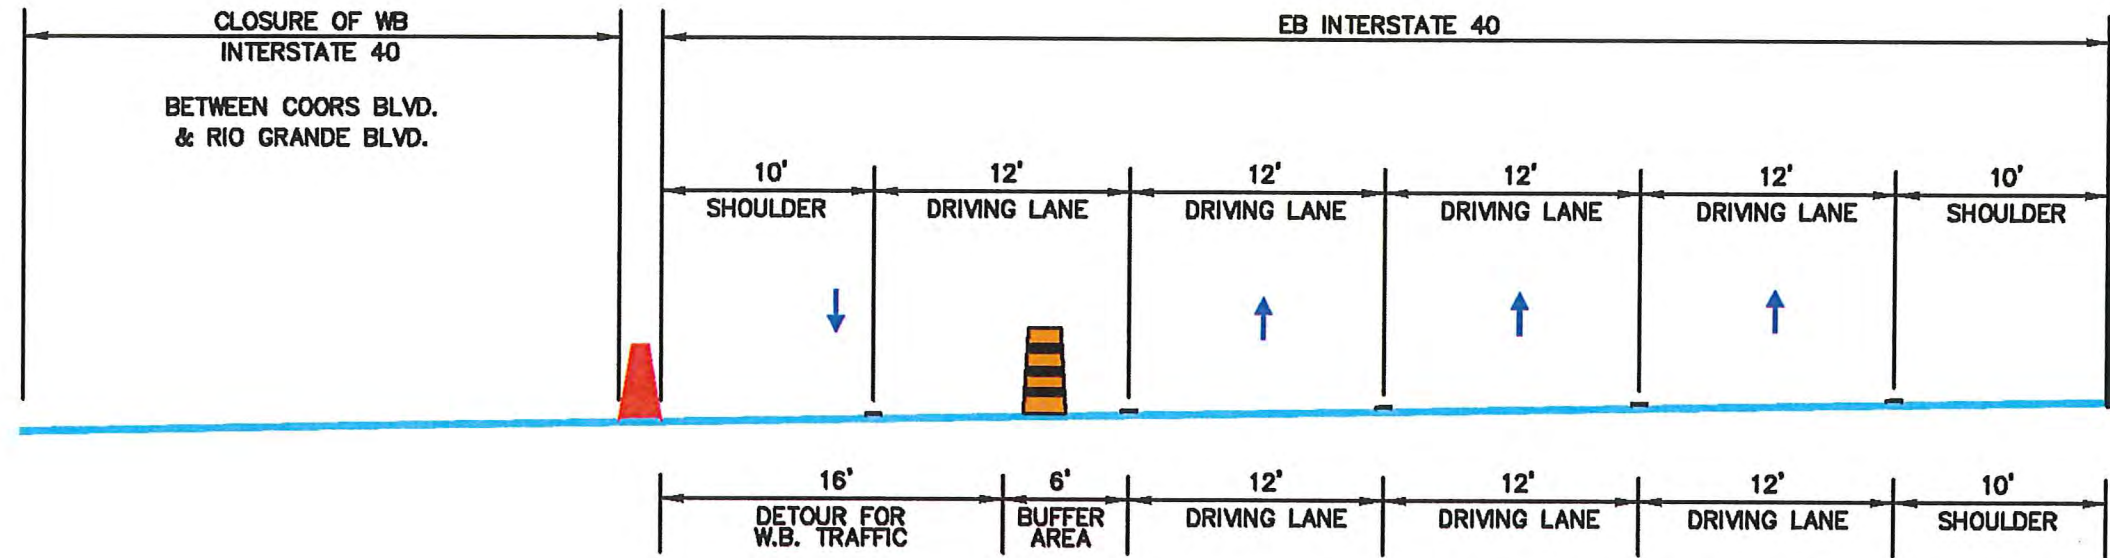 CLOSURE OF WB
INTERSTATE 40
BETWEEN COORS BLVD.
& RIO GRANDE BLVD.
EB INTERSTATE 40
10'
SHOULDER
12'
DRIVING LANE
12'
DRIVING LANE
12'
DRIVING LANE
12'
DRIVING LANE
10'
SHOULDER
16'
DETOUR FOR
W.B. TRAFFIC
6'
BUFFER
AREA
12'
DRIVING LANE
12'
DRIVING LANE
12'
DRIVING LANE
10'
SHOULDER